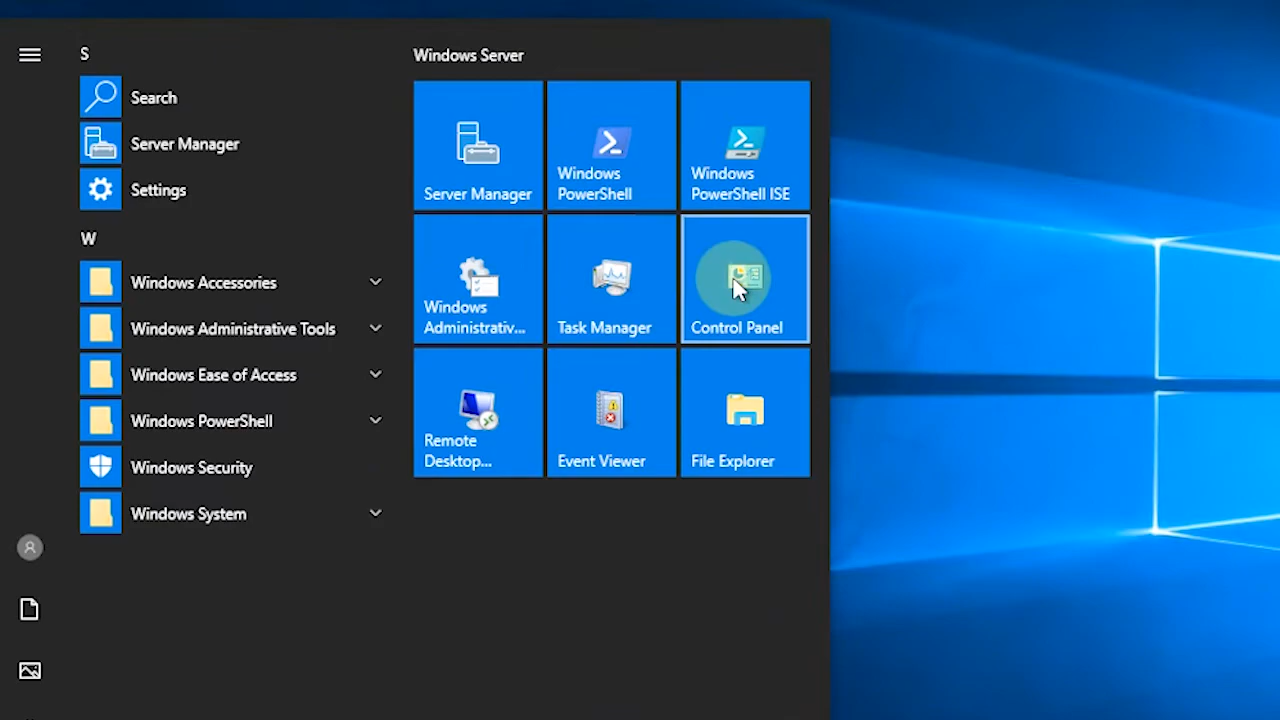 S
Search
Server Manager
Settings
W
Windows Accessories
Windows Administrative Tools
Windows Ease of Access
Windows PowerShell
Windows Security
Windows System
Windows Server
Server Manager
Windows
PowerShell
Windows
PowerShell ISE
Windows
Administrativ...
Task Manager
Control Panel
Remote
Desktop...
Event Viewer
File Explorer